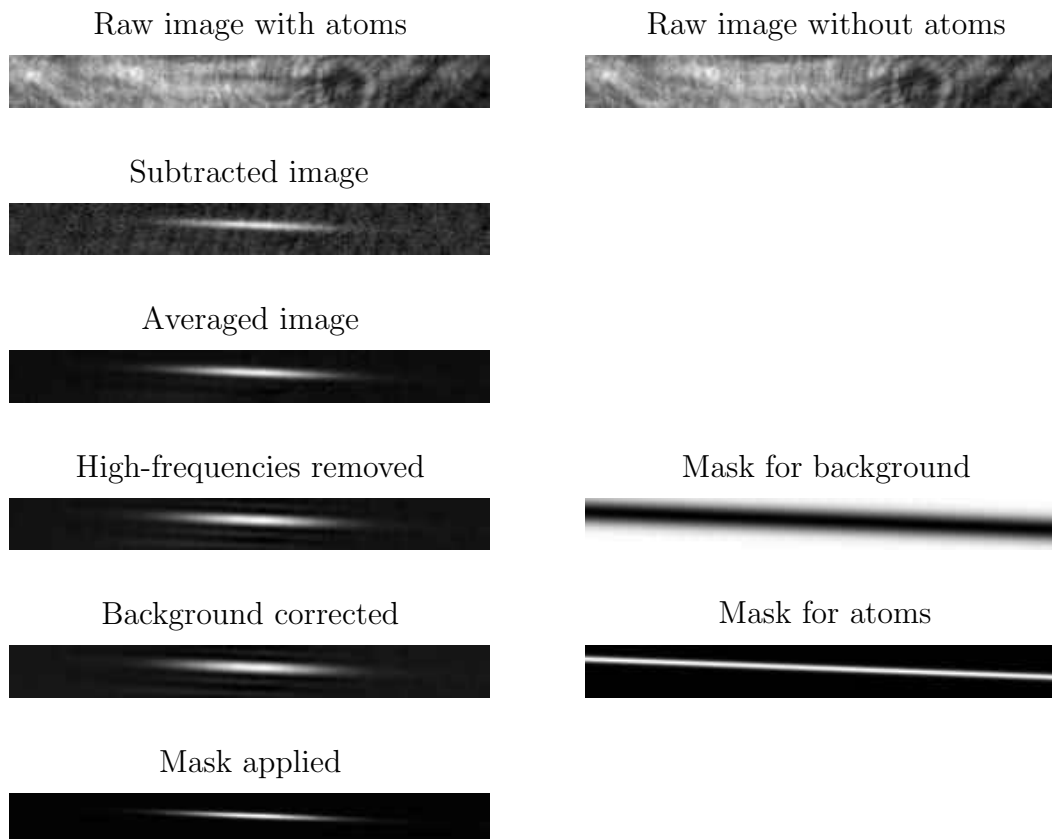 Raw image with atoms
Raw image without atoms
Subtracted image
Averaged image
High-frequencies removed
Mask for background
Background corrected
Mask for atoms
Mask applied